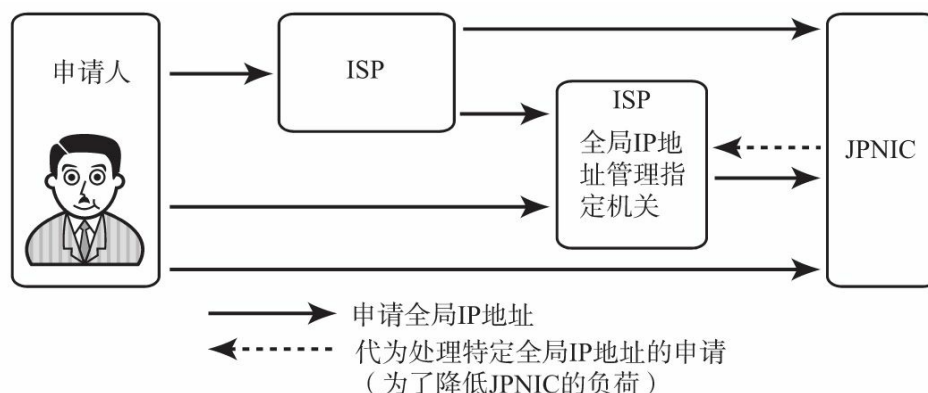 申请人
ISP
ISP
全局IP地
址管理指
定机关
JPNIC
申请全局IP地址
代为处理特定全局IP地址的申请
（为了降低JPNIC的负荷）